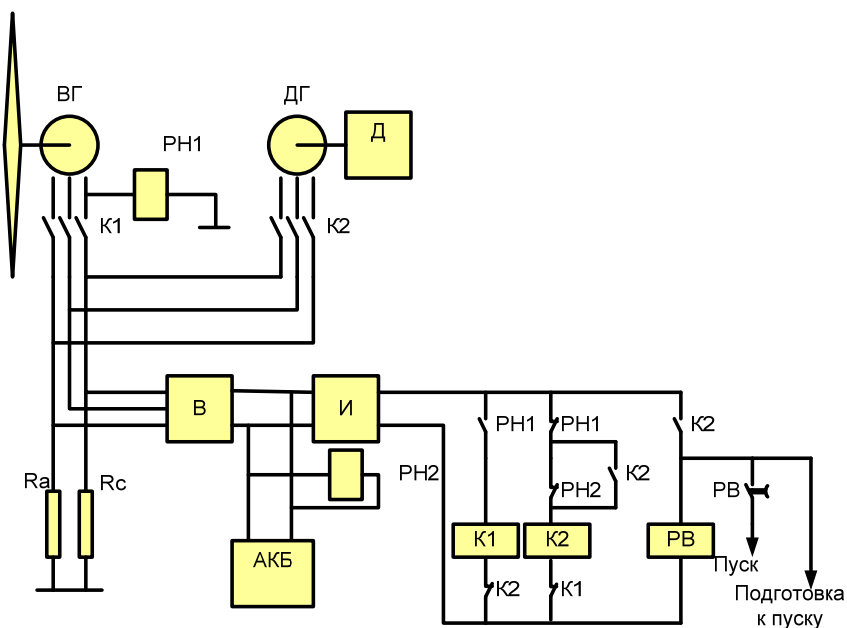 ВГ
ДГ
Д
РН1
К1
К2
В
И
РН1
РН1
К2
Ra
Rc
РН2
К2
РВ
РН2
АКБ
К1
К2
РВ
Пуск
К2
К1
Подготовка
к пуску